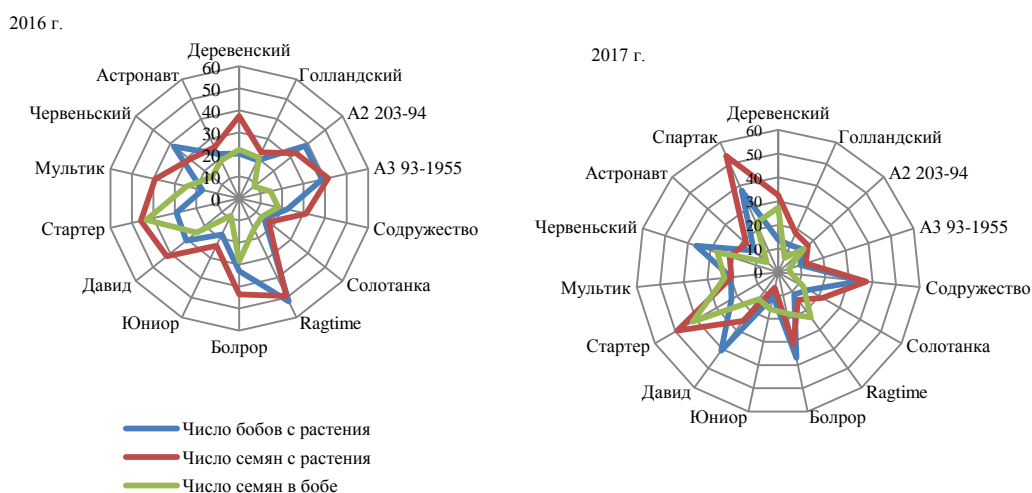 2016 г.
Деревенский
Голландский
А2 203-94
А3 93-1955
Содружество
Солотанка
Ragtime
Болрор
Юниор
Давид
Стартер
Мультик
Червеньский
Астронавт
60
50
40
30
20
10
0
2017 г.
Деревенский
Голландский
А2 203-94
А3 93-1955
Содружество
Солотанка
Ragtime
Болрор
Юниор
Давид
Стартер
Мультик
Червеньский
Астронавт
Спартак
60
50
40
30
20
10
0
Число бобов с растения
Число семян с растения
Число семян в бобе